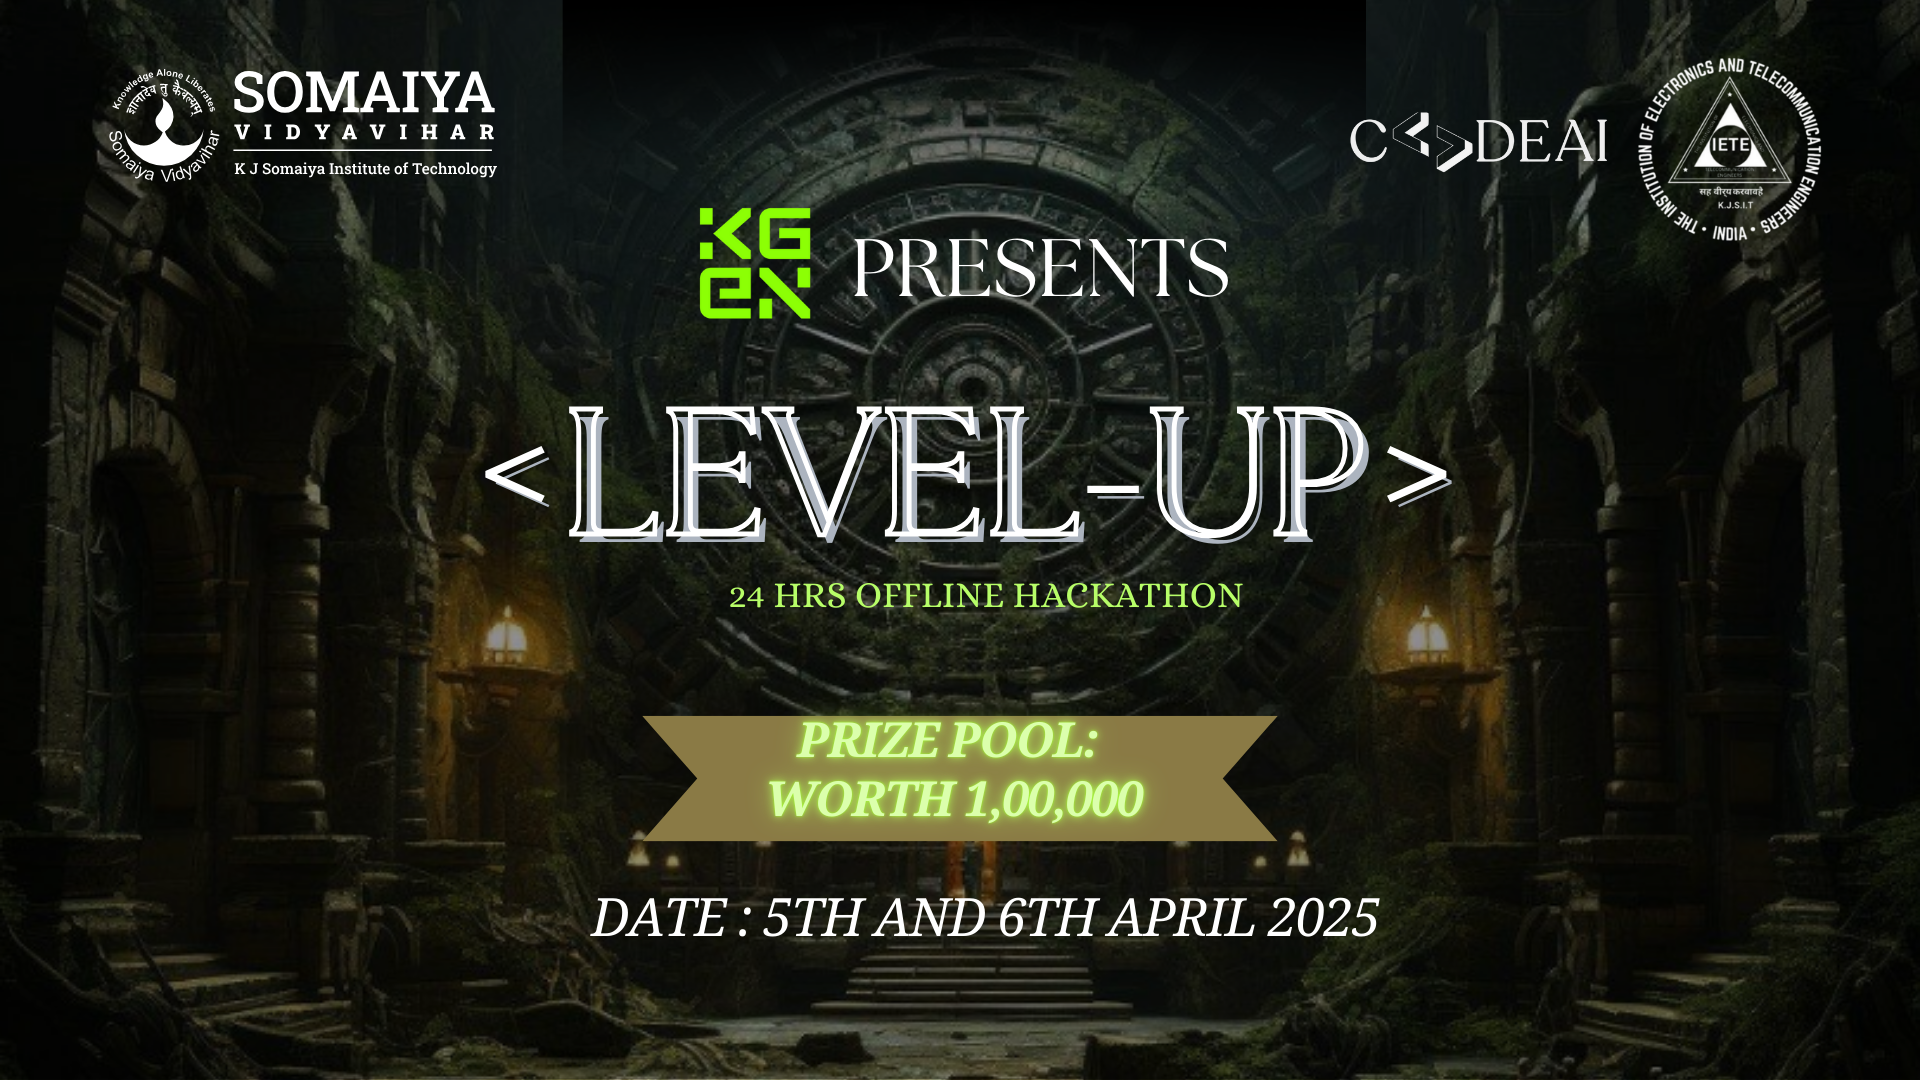 Knowledge Alone Liberates
ज्ञानादेव तु कैवल्यम्
Somaiya Vidyavihar
SOMAIYA
VIDYAVIHAR
K J Somaiya Institute of Technology
C<>DEAI
THE INSTITUTION OF ELECTRONICS AND TELECOMMUNICATION ENGINEERS • INDIA •
IETE
सह वीर्यं करवावहै
K.J.S.I.T
KGEN PRESENTS
<LEVEL-UP>
24 HRS OFFLINE HACKATHON
PRIZE POOL:
WORTH 1,00,000
DATE : 5TH AND 6TH APRIL 2025